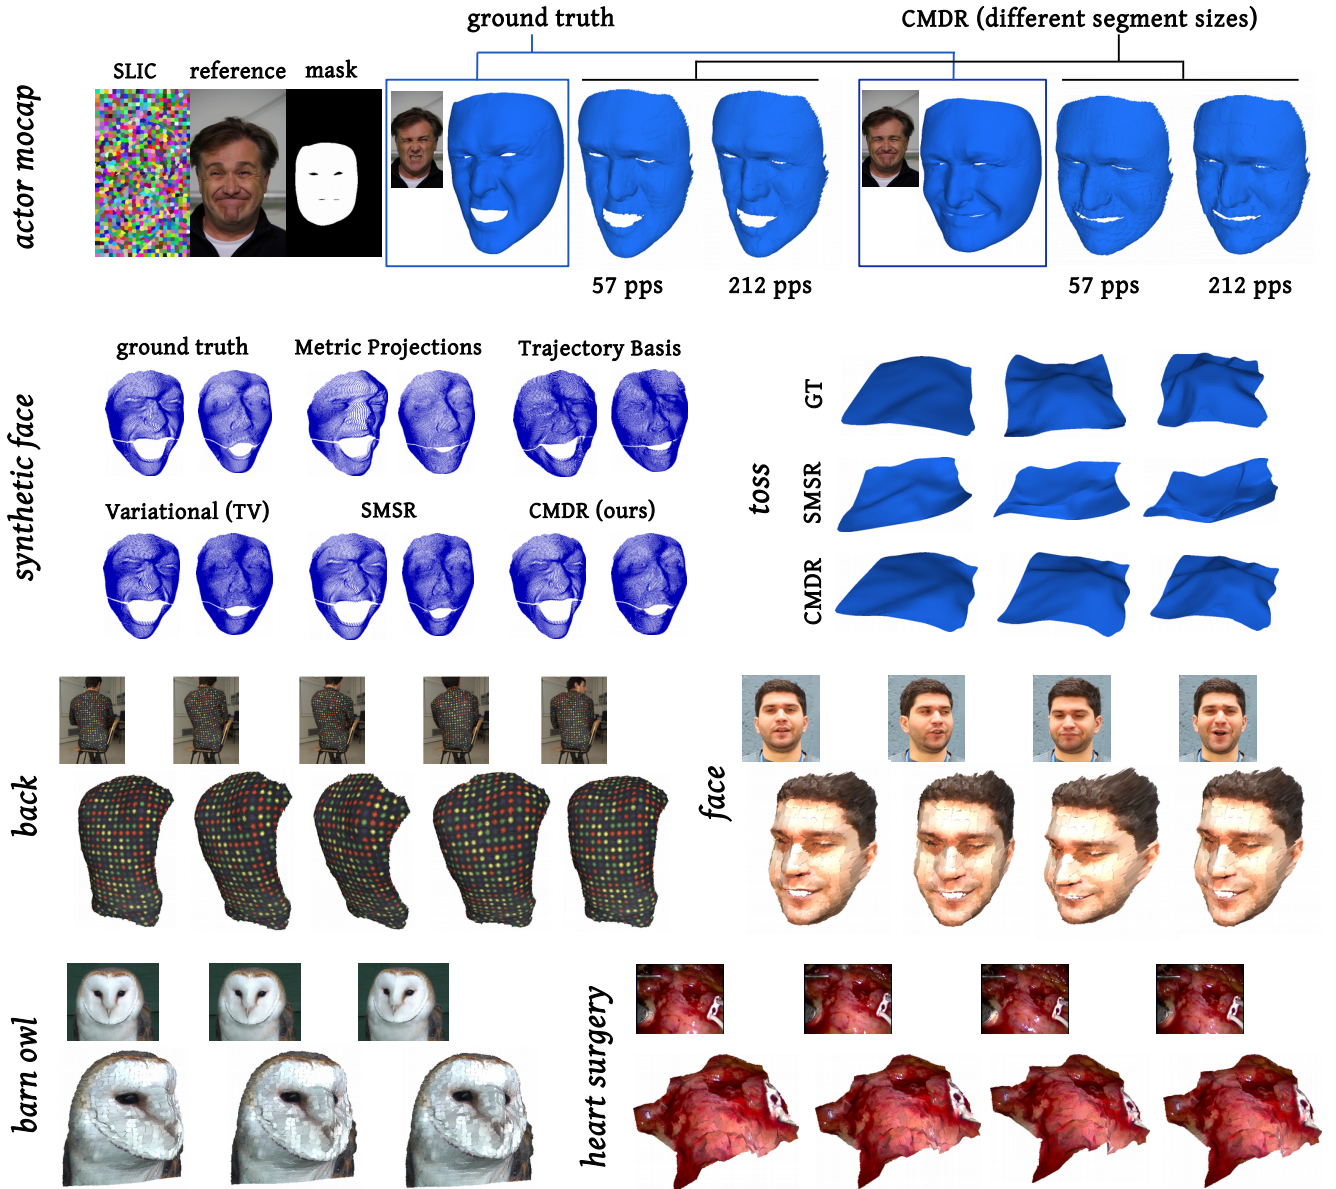 ground truth
CMDR (different segment sizes)
SLIC
reference
mask
actor mocap
57 pps
212 pps
57 pps
212 pps
synthetic face
ground truth
Metric Projections
Trajectory Basis
Variational (TV)
SMSR
CMDR (ours)
toss
GT
SMSR
CMDR
back
face
barn owl
heart surgery